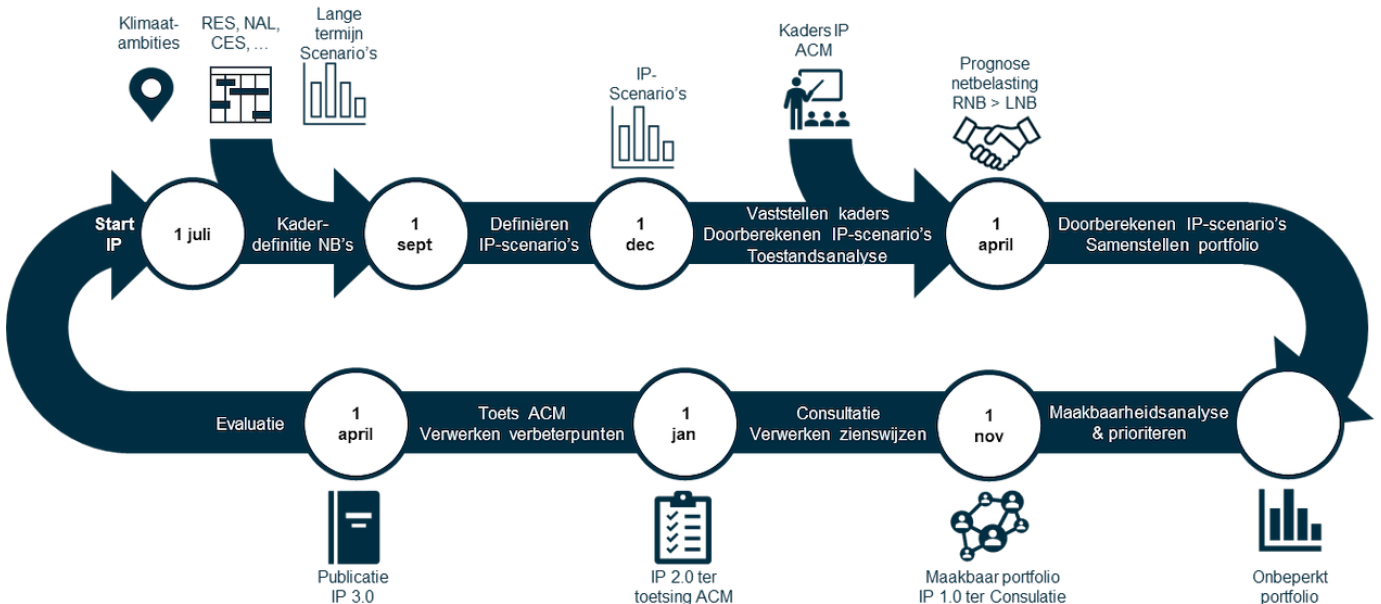 Klimaat-
ambities
RES, NAL,
CES, ...
Lange
termijn
Scenario's
IP-
Scenario's
Kaders IP
ACM
Prognose
netbelasting
RNB > LNB
Start
IP
1 juli
Kader-
definitie NB's
1
sept
Definiëren
IP-scenario's
1
dec
Vaststellen kaders
Doorberekenen IP-scenario's
Toestandsanalyse
1
april
Doorberekenen IP-scenario's
Samenstellen portfolio
Evaluatie
1
april
Toets ACM
Verwerken verbeterpunten
1
jan
Consultatie
Verwerken zienswijzen
1
nov
Maakbaarheidsanalyse
& prioriteren
Publicatie
IP 3.0
IP 2.0 ter
toetsing ACM
Maakbaar portfolio
IP 1.0 ter Consulatie
Onbeperkt
portfolio